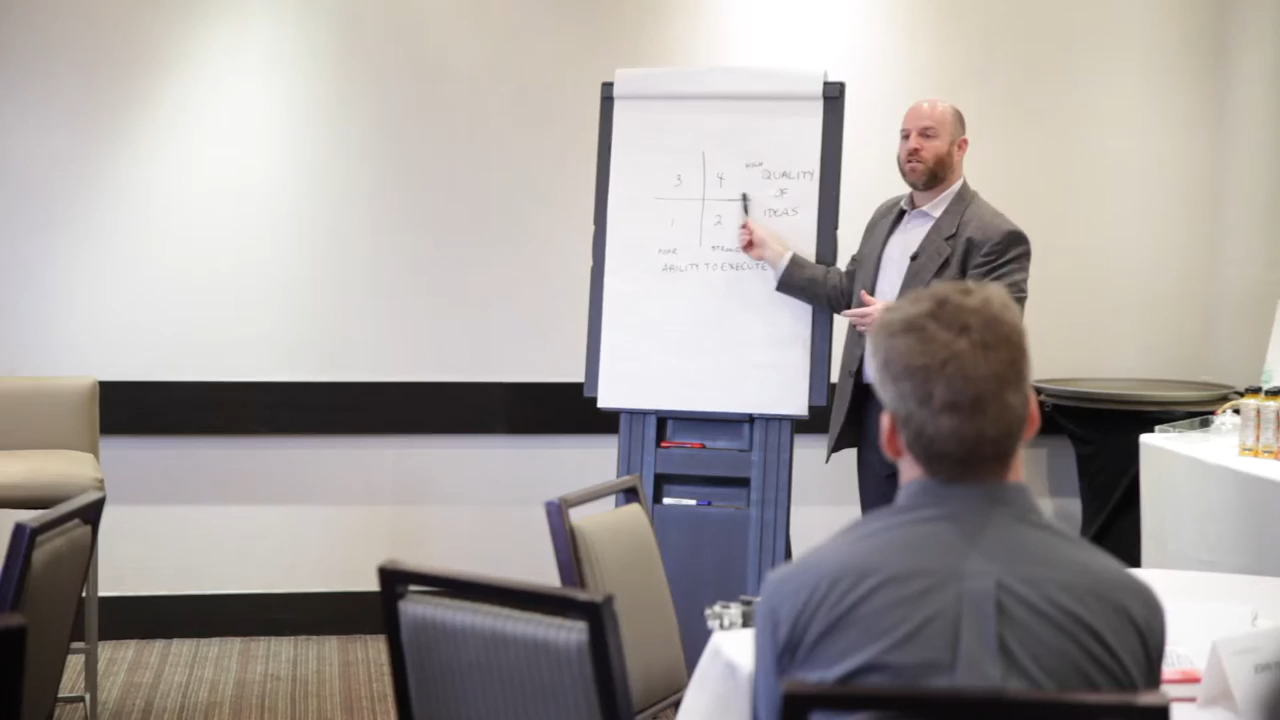 3 4 HIGH
QUALITY
OF
1 2 IDEAS
POOR STRONG
ABILITY TO EXECUTE